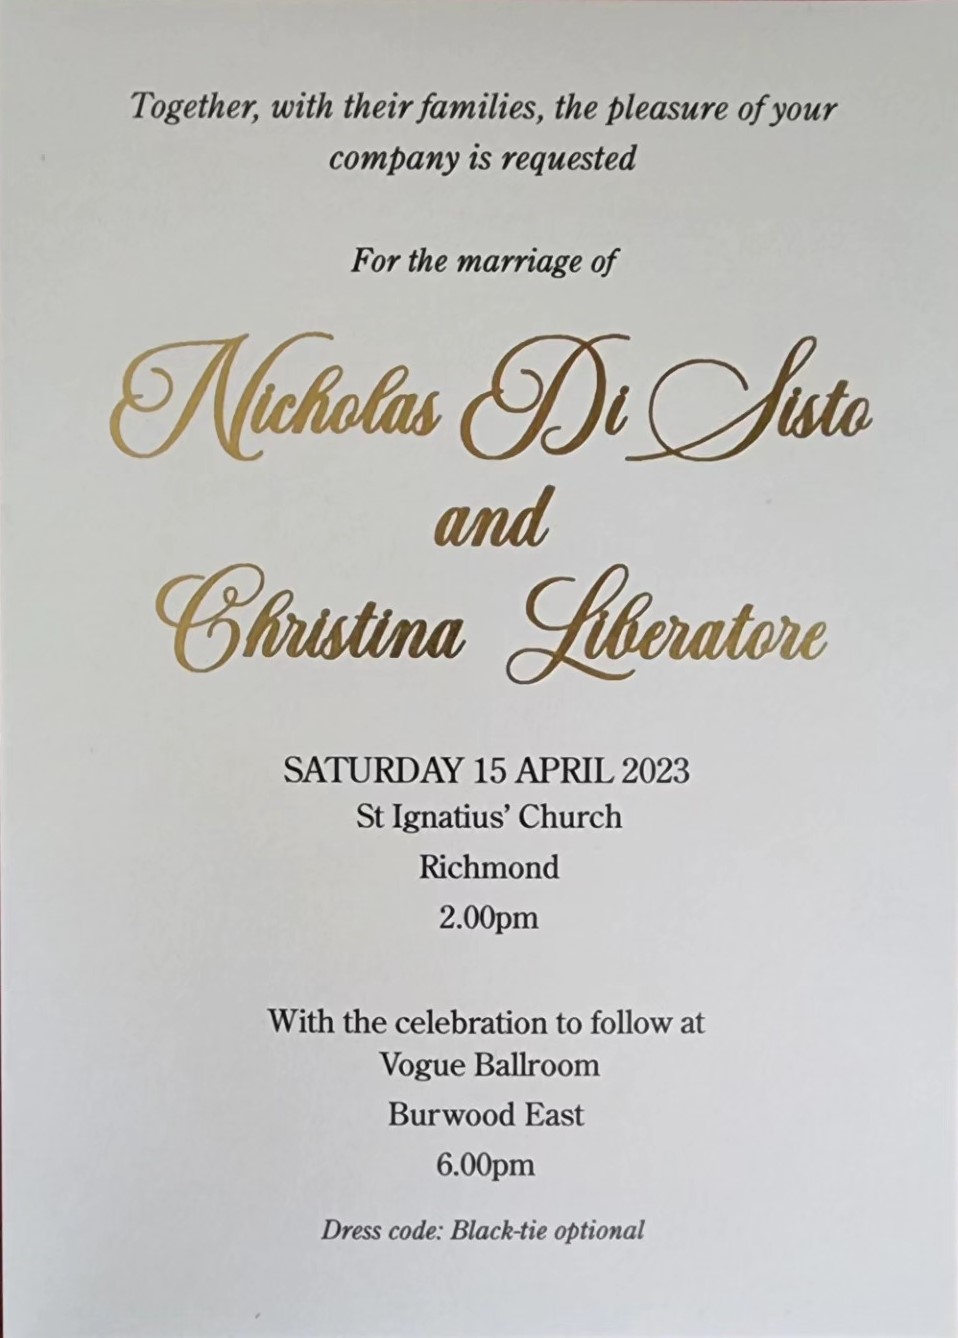 Together, with their families, the pleasure of your
company is requested
For the marriage of
Nicholas Di Sisto
and
Christina Liberatore
SATURDAY 15 APRIL 2023
St Ignatius’ Church
Richmond
2.00pm
With the celebration to follow at
Vogue Ballroom
Burwood East
6.00pm
Dress code: Black-tie optional